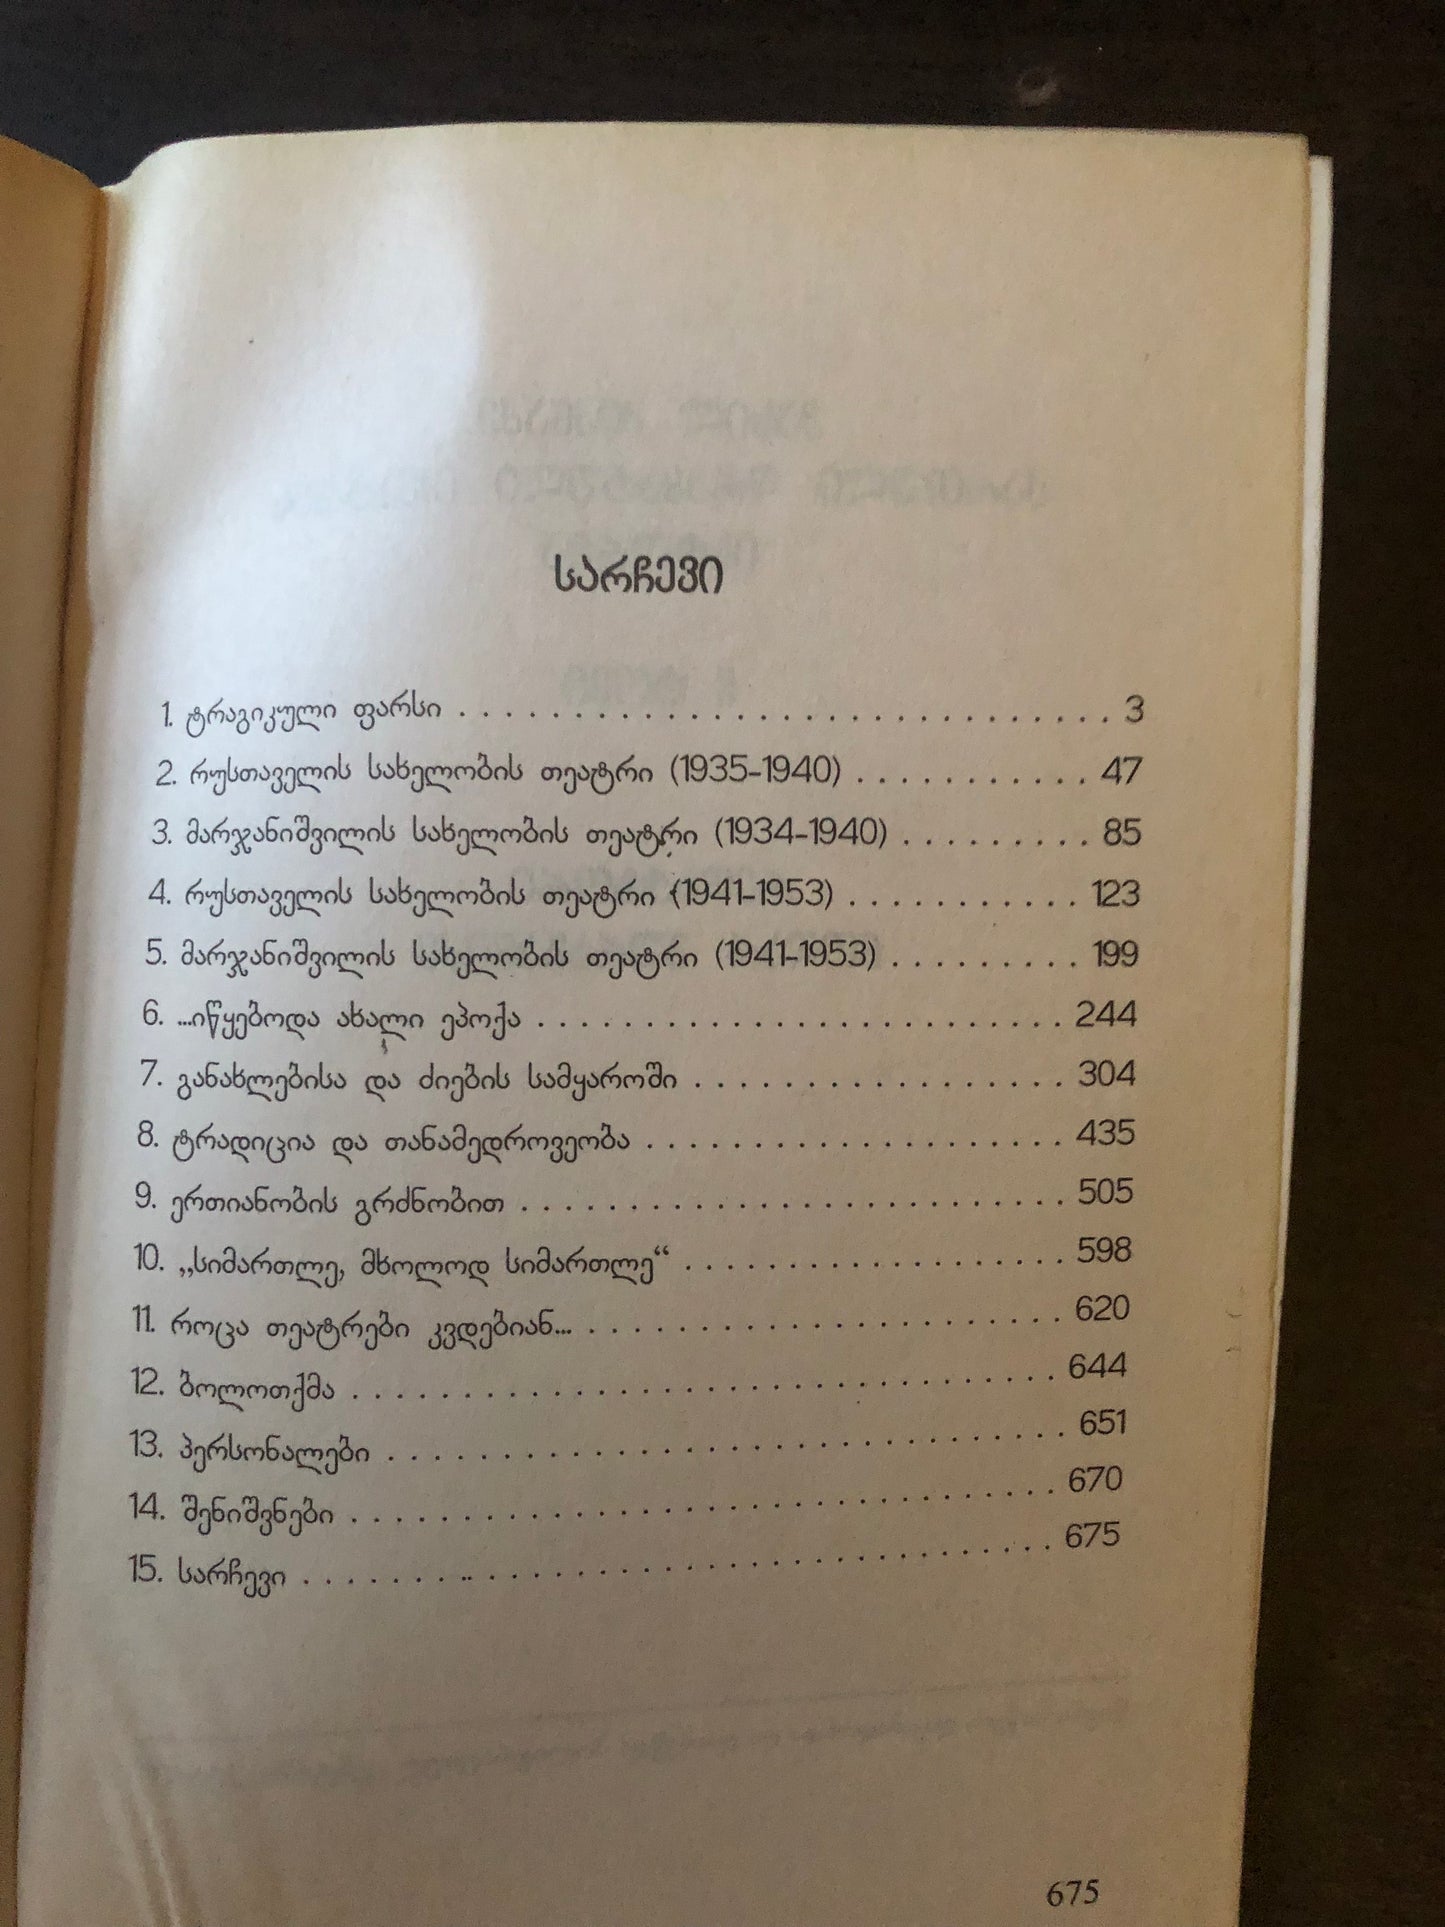 სარჩევი
1. ტრაგიკული ფარსი . . . . . . . . . . . . . . . . . . . . . . . . . . . . . 3
2. რუსთაველის სახელობის თეატრი (1935-1940) . . . . . . . . . . . 47
3. მარჯანიშვილის სახელობის თეატრი (1934-1940) . . . . . . . . . 85
4. რუსთაველის სახელობის თეატრი (1941-1953) . . . . . . . . . . . 123
5. მარჯანიშვილის სახელობის თეატრი (1941-1953) . . . . . . . . . 199
6. ...იწყებოდა ახალი ეპოქა . . . . . . . . . . . . . . . . . . . . . . . . 244
7. განახლებისა და ძიების სამყაროში . . . . . . . . . . . . . . . . . 304
8. ტრადიცია და თანამედროვეობა . . . . . . . . . . . . . . . . . . . 435
9. ერთიანობის გრძნობით . . . . . . . . . . . . . . . . . . . . . . . . . 505
10. „სიმართლე, მხოლოდ სიმართლე“ . . . . . . . . . . . . . . . . . . 598
11. როცა თეატრები კვდებიან... . . . . . . . . . . . . . . . . . . . . . . 620
12. ბოლოთქმა . . . . . . . . . . . . . . . . . . . . . . . . . . . . . . . 644
13. პერსონალები . . . . . . . . . . . . . . . . . . . . . . . . . . . . . . 651
14. შენიშვნები . . . . . . . . . . . . . . . . . . . . . . . . . . . . . . . 670
15. სარჩევი . . . . . . . . . . . . . . . . . . . . . . . . . . . . . . . . . 675
675